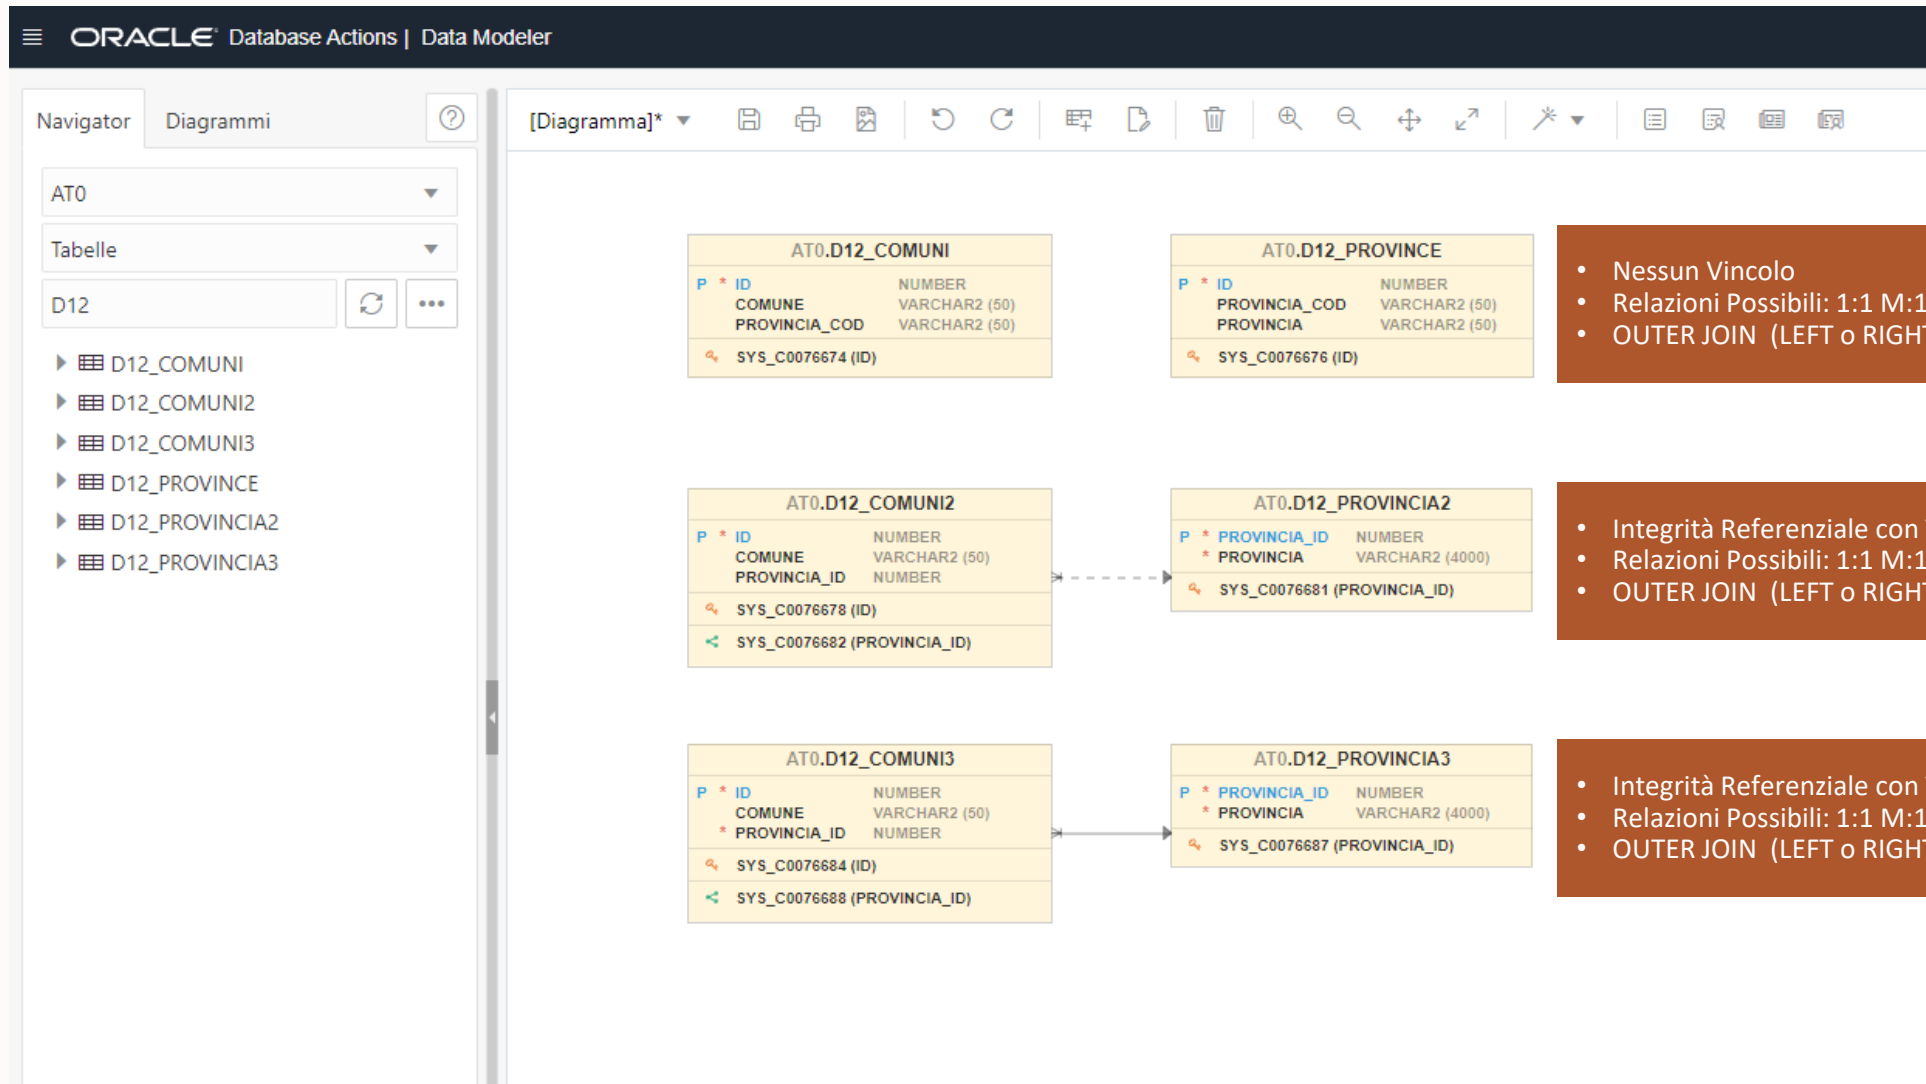 ORACLE Database Actions | Data Modeler
Navigator
Diagrammi
[Diagramma]*
AT0
Tabelle
D12
D12_COMUNI
D12_COMUNI2
D12_COMUNI3
D12_PROVINCE
D12_PROVINCIA2
D12_PROVINCIA3
AT0.D12_COMUNI
P * ID NUMBER
COMUNE VARCHAR2 (50)
PROVINCIA_COD VARCHAR2 (50)
SYS_C0076674 (ID)
AT0.D12_PROVINCE
P * ID NUMBER
PROVINCIA_COD VARCHAR2 (50)
PROVINCIA VARCHAR2 (50)
SYS_C0076676 (ID)
• Nessun Vincolo
• Relazioni Possibili: 1:1 M:1
• OUTER JOIN (LEFT o RIGHT
AT0.D12_COMUNI2
P * ID NUMBER
COMUNE VARCHAR2 (50)
PROVINCIA_ID NUMBER
SYS_C0076678 (ID)
SYS_C0076682 (PROVINCIA_ID)
AT0.D12_PROVINCIA2
P * PROVINCIA_ID NUMBER
* PROVINCIA VARCHAR2 (4000)
SYS_C0076681 (PROVINCIA_ID)
• Integrità Referenziale con
• Relazioni Possibili: 1:1 M:1
• OUTER JOIN (LEFT o RIGHT
AT0.D12_COMUNI3
P * ID NUMBER
COMUNE VARCHAR2 (50)
* PROVINCIA_ID NUMBER
SYS_C0076684 (ID)
SYS_C0076688 (PROVINCIA_ID)
AT0.D12_PROVINCIA3
P * PROVINCIA_ID NUMBER
* PROVINCIA VARCHAR2 (4000)
SYS_C0076687 (PROVINCIA_ID)
• Integrità Referenziale con
• Relazioni Possibili: 1:1 M:1
• OUTER JOIN (LEFT o RIGHT